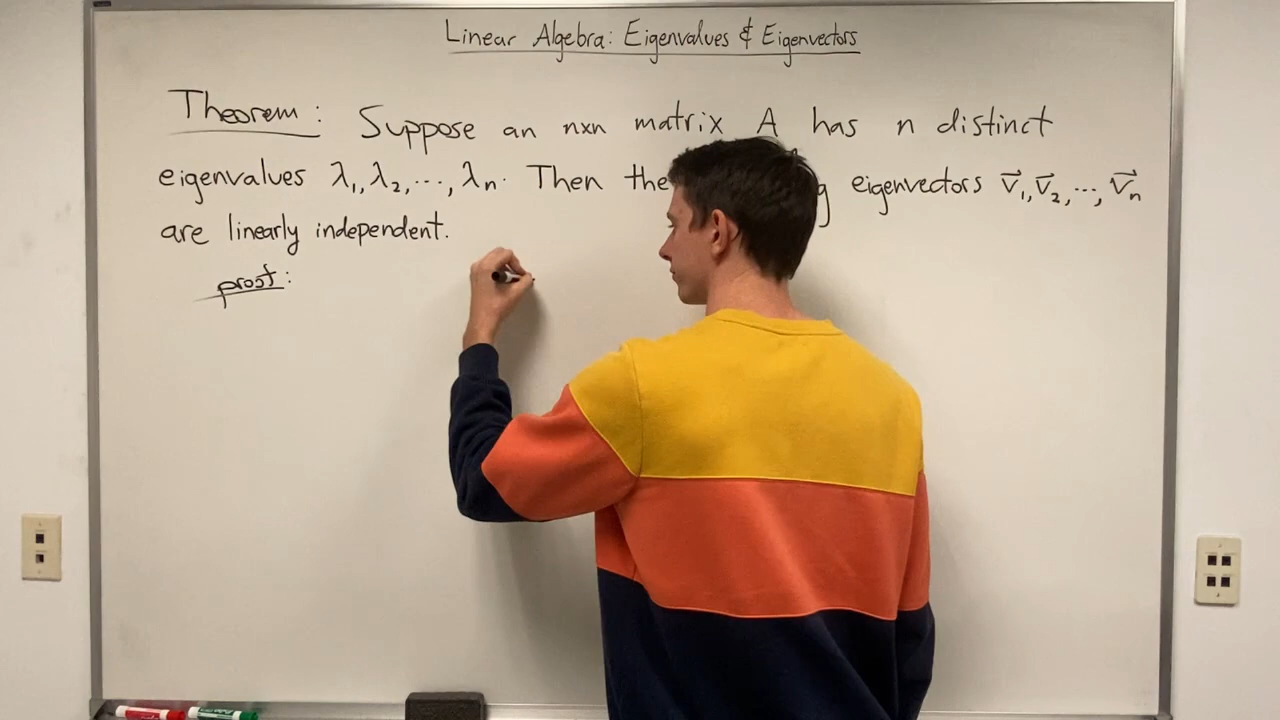 Linear Algebra: Eigenvalues & Eigenvectors
Theorem: Suppose an nxn matrix A has n distinct
eigenvalues λ₁, λ₂, ..., λₙ. Then the eigenvectors v⃗₁, v⃗₂, ..., v⃗ₙ
are linearly independent.
proof: